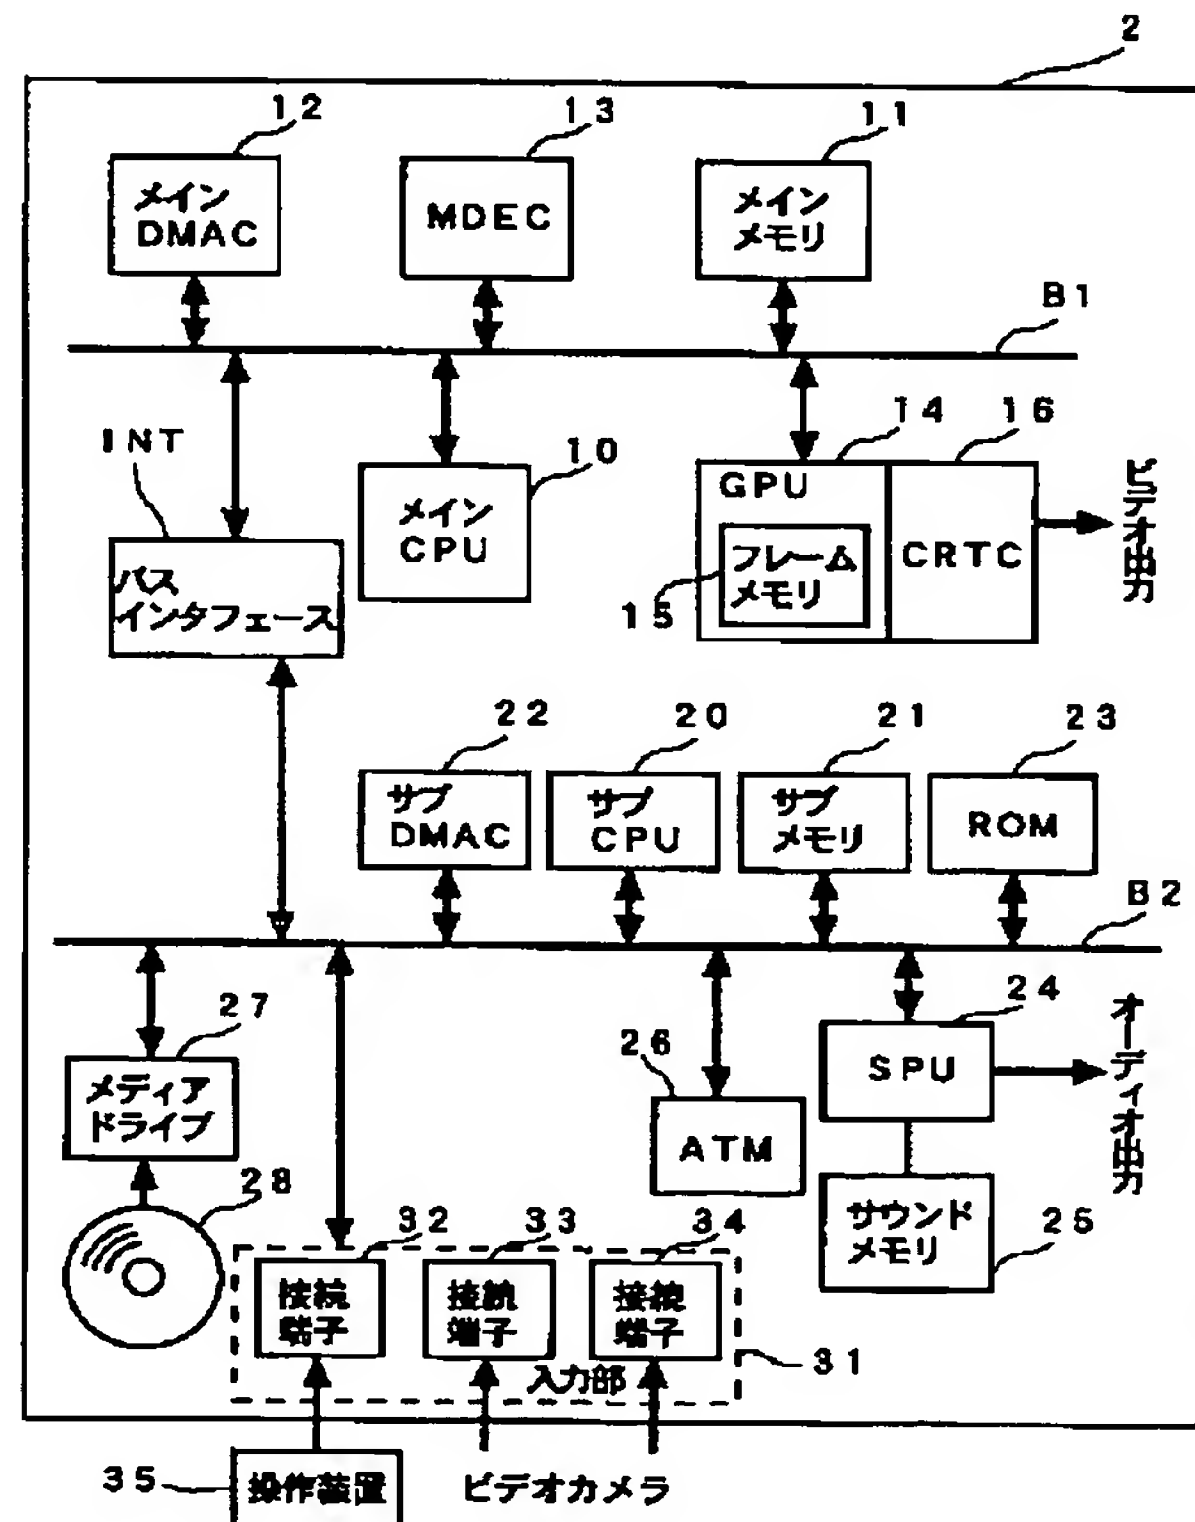 2
12
13
11
メイン
DMAC
MDEC
メイン
メモリ
B1
INT
10
14
16
メイン
CPU
GPU
フレーム
メモリ
15
CRTC
ビデオ出力
バス
インタフェース
22
20
21
23
サブ
DMAC
サブ
CPU
サブ
メモリ
ROM
B2
27
26
24
メディア
ドライブ
ATM
SPU
オーディオ出力
28
32
33
34
サウンド
メモリ
25
接続
端子
接続
端子
接続
端子
入力部
31
35
操作装置
ビデオカメラ